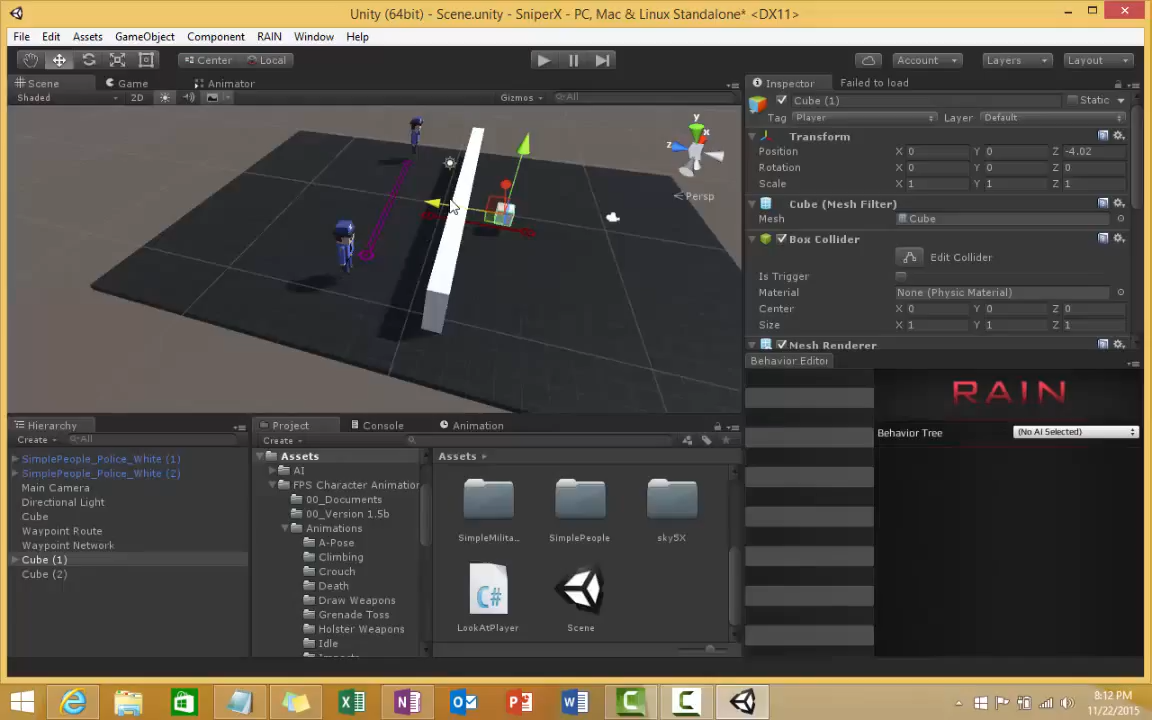 Unity (64bit) - Scene.unity - SniperX - PC, Mac & Linux Standalone* <DX11>
File Edit Assets GameObject Component RAIN Window Help
Center Local Account Layers Layout
Scene Game Animator
Shaded 2D Gizmos All
y
x
z
Persp
Inspector Failed to load
Cube (1) Static
Tag Player Layer Default
Transform
Position X 0 Y 0 Z -4.02
Rotation X 0 Y 0 Z 0
Scale X 1 Y 1 Z 1
Cube (Mesh Filter)
Mesh Cube
Box Collider
Edit Collider
Is Trigger
Material None (Physic Material)
Center X 0 Y 0 Z 0
Size X 1 Y 1 Z 1
Mesh Renderer
Behavior Editor
RAIN
Behavior Tree (No AI Selected)
Hierarchy
Create All
SimplePeople_Police_White (1)
SimplePeople_Police_White (2)
Main Camera
Directional Light
Cube
Waypoint Route
Waypoint Network
Cube (1)
Cube (2)
Project Console Animation
Create
Assets
AI
FPS Character Animation
00_Documents
00_Version 1.5b
Animations
A-Pose
Climbing
Crouch
Death
Draw Weapons
Grenade Toss
Holster Weapons
Idle
Assets
SimpleMilita... SimplePeople sky5X
C#
LookAtPlayer Scene
8:12 PM
11/22/2015